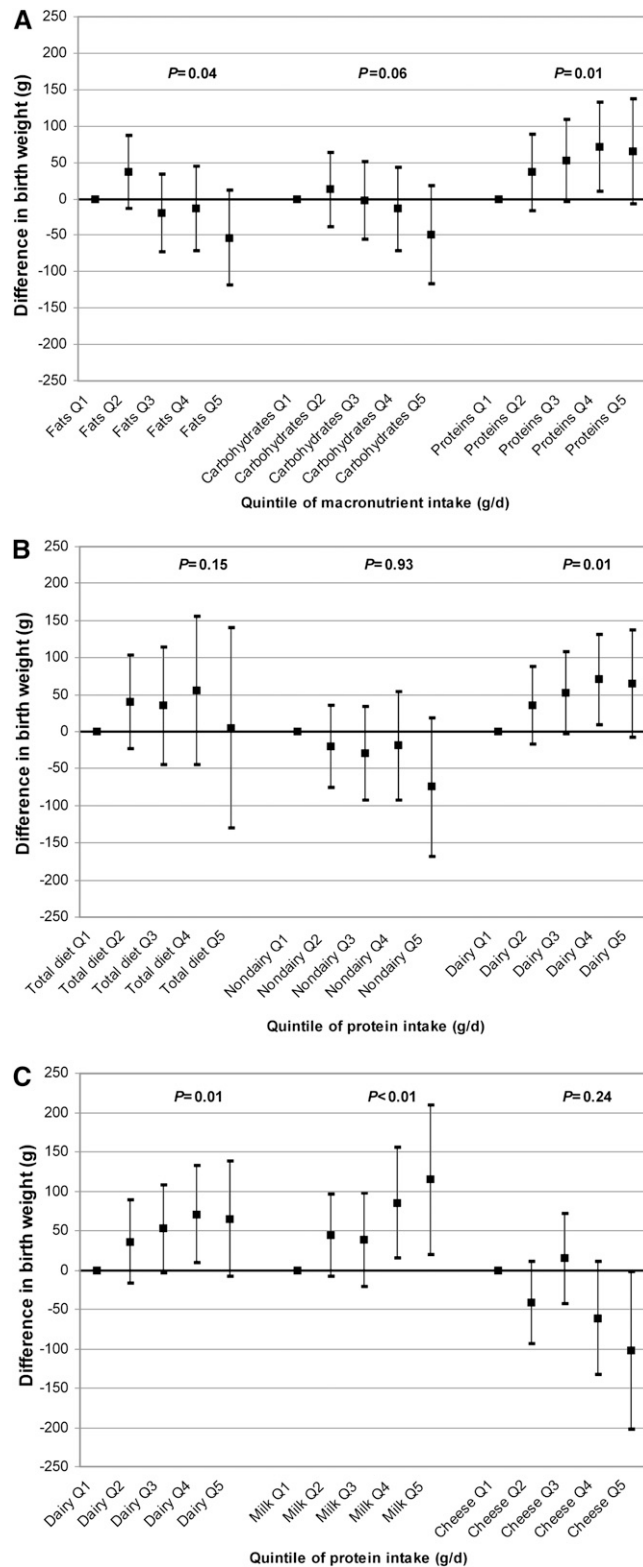 A
250
200
150
100
50
0
-50
-100
-150
-200
-250
Difference in birth weight (g)
P=0.04
P=0.06
P=0.01
Fats Q1
Fats Q2
Fats Q3
Fats Q4
Fats Q5
Carbohydrates Q1
Carbohydrates Q2
Carbohydrates Q3
Carbohydrates Q4
Carbohydrates Q5
Proteins Q1
Proteins Q2
Proteins Q3
Proteins Q4
Proteins Q5
Quintile of macronutrient intake (g/d)
B
250
200
150
100
50
0
-50
-100
-150
-200
-250
Difference in birth weight (g)
P=0.15
P=0.93
P=0.01
Total diet Q1
Total diet Q2
Total diet Q3
Total diet Q4
Total diet Q5
Nondairy Q1
Nondairy Q2
Nondairy Q3
Nondairy Q4
Nondairy Q5
Dairy Q1
Dairy Q2
Dairy Q3
Dairy Q4
Dairy Q5
Quintile of protein intake (g/d)
C
250
200
150
100
50
0
-50
-100
-150
-200
-250
Difference in birth weight (g)
P=0.01
P<0.01
P=0.24
Dairy Q1
Dairy Q2
Dairy Q3
Dairy Q4
Dairy Q5
Milk Q1
Milk Q2
Milk Q3
Milk Q4
Milk Q5
Cheese Q1
Cheese Q2
Cheese Q3
Cheese Q4
Cheese Q5
Quintile of protein intake (g/d)